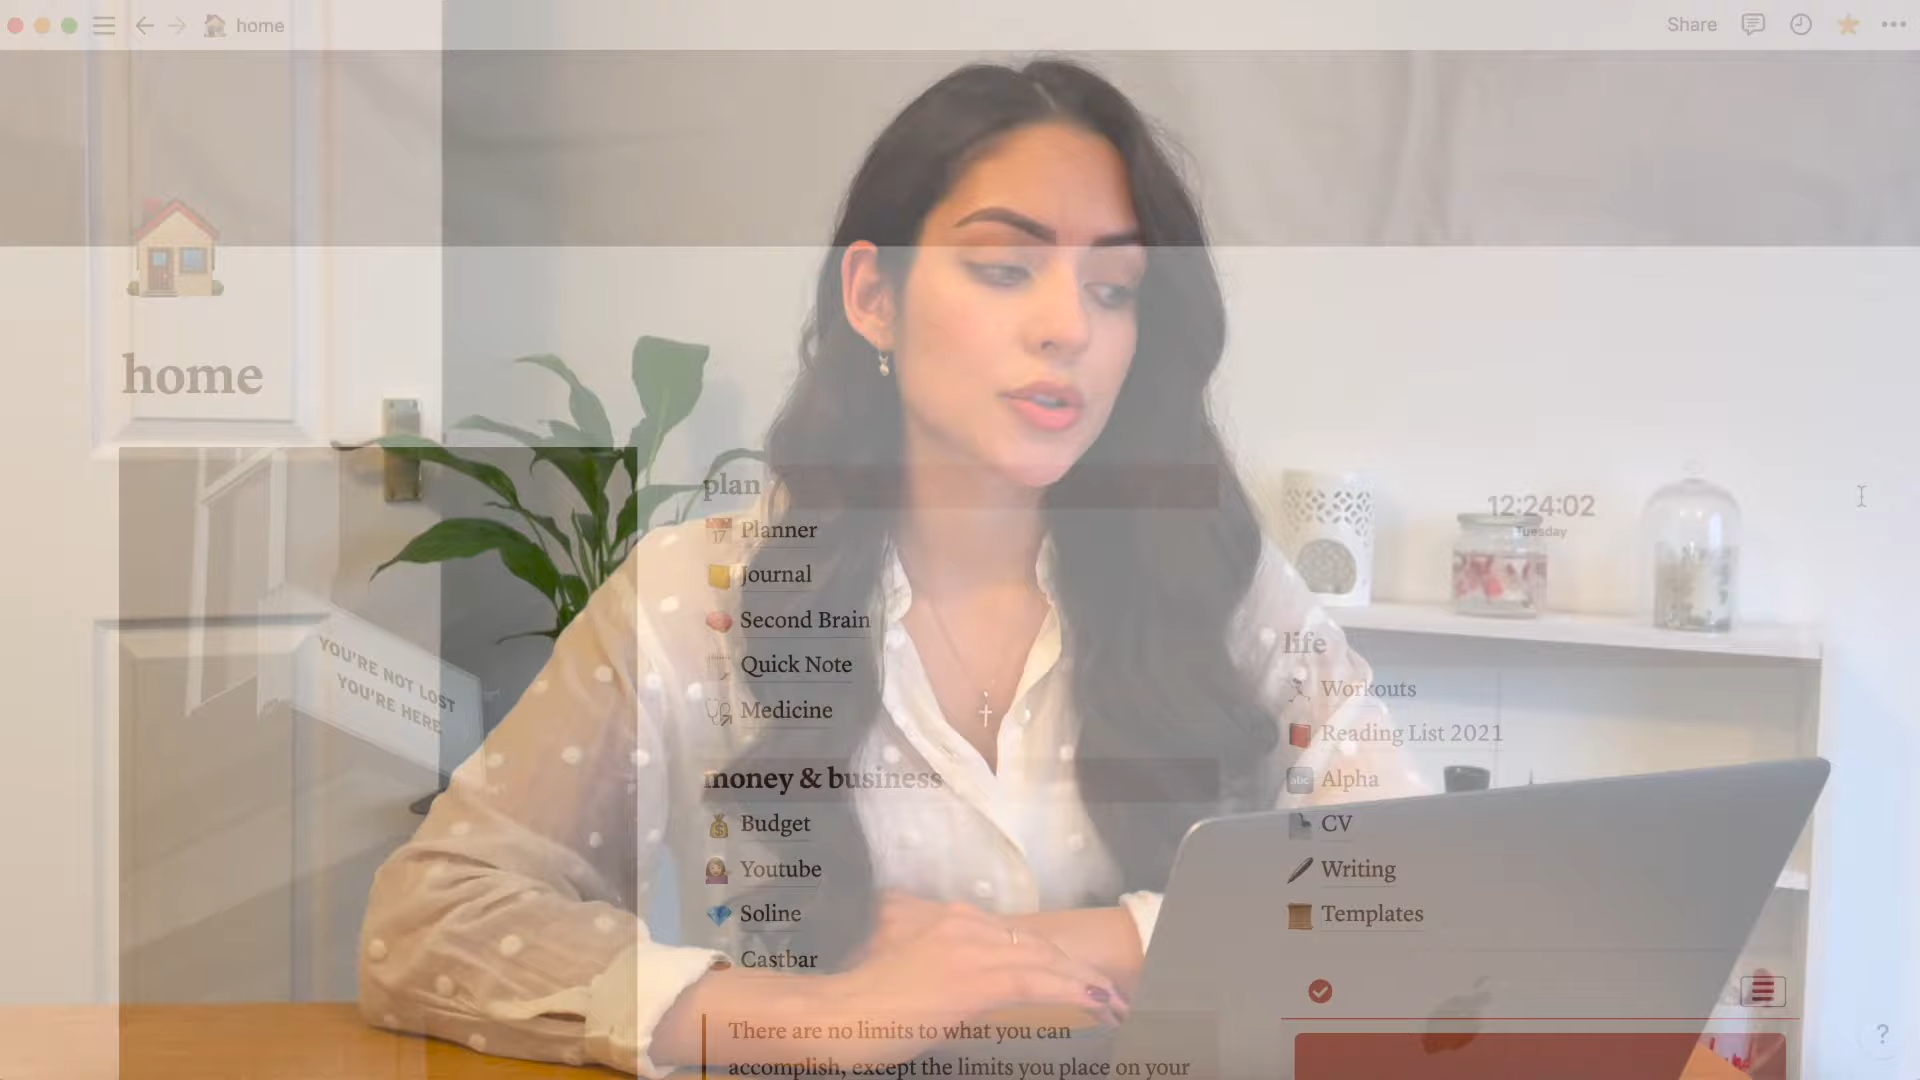 home
Share
home
YOU'RE NOT LOST
YOU'RE HERE
plan
17
Planner
Journal
Second Brain
Quick Note
Medicine
money & business
Budget
Youtube
Soline
Castbar
There are no limits to what you can
accomplish, except the limits you place on your
12:24:02
Tuesday
life
Workouts
Reading List 2021
abc
Alpha
CV
Writing
Templates
?